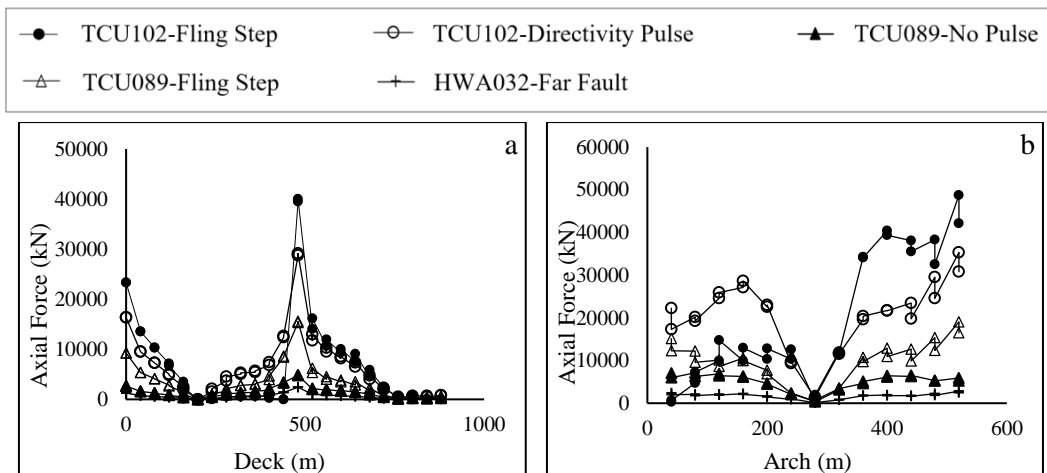 TCU102-Fling Step TCU102-Directivity Pulse TCU089-No Pulse
TCU089-Fling Step HWA032-Far Fault
a
50000
40000
30000
20000
10000
0
Axial Force (kN)
0 500 1000
Deck (m)
b
60000
50000
40000
30000
20000
10000
0
Axial Force (kN)
0 200 400 600
Arch (m)